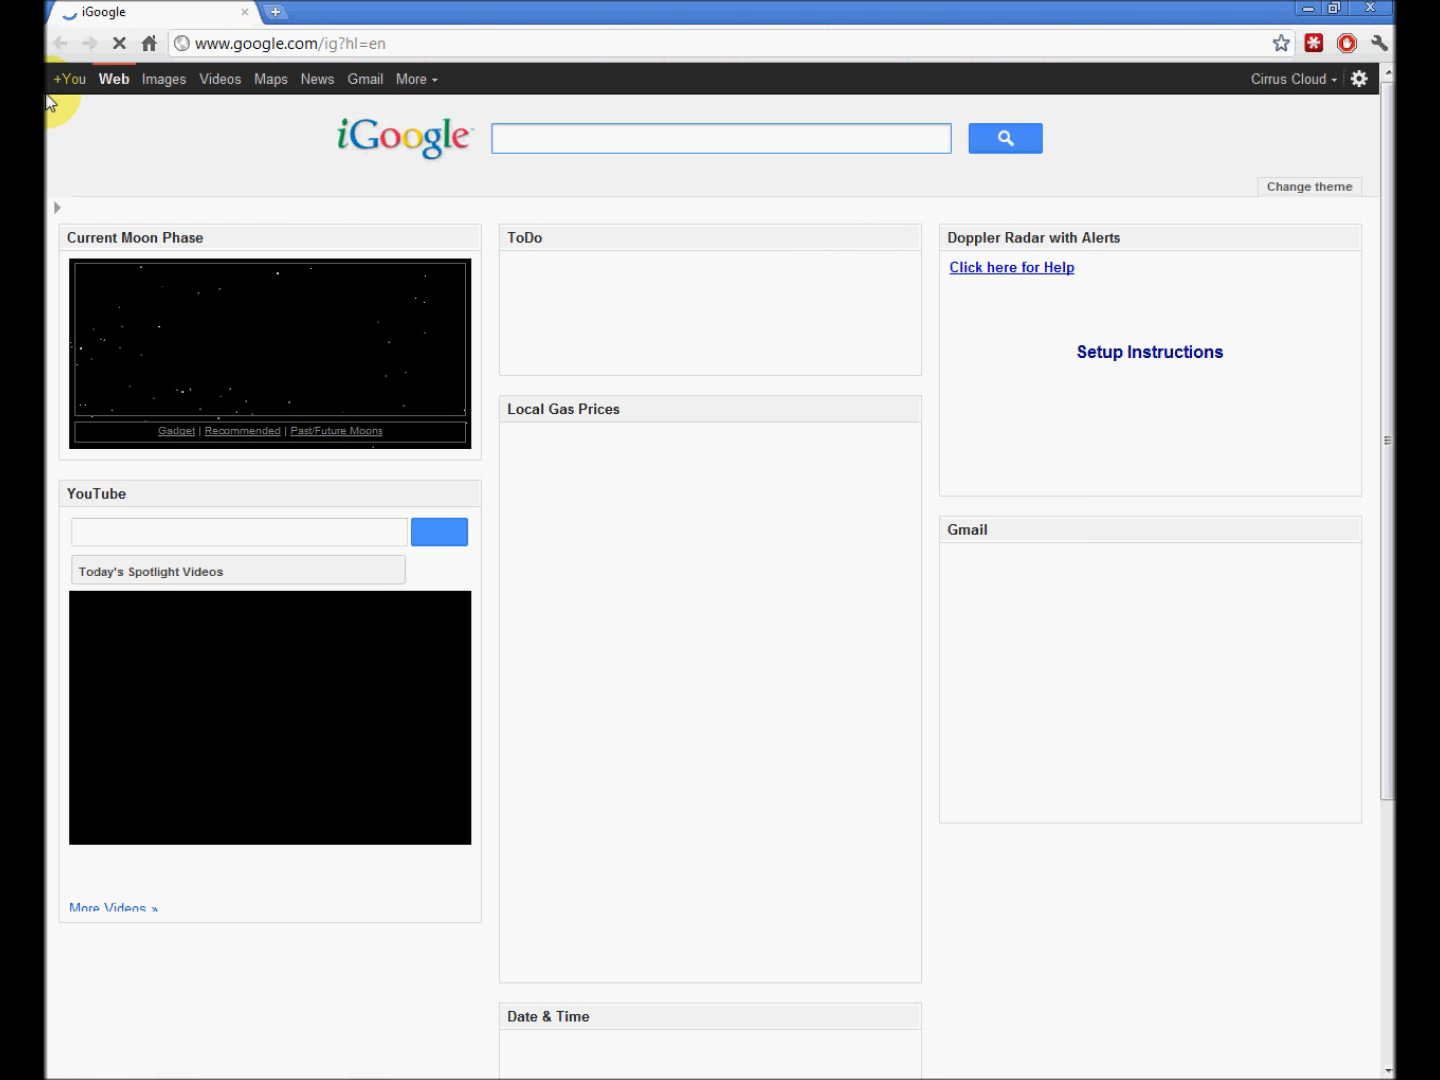 iGoogle
www.google.com/ig?hl=en
+You Web Images Videos Maps News Gmail More
Cirrus Cloud
iGoogle
Change theme
Current Moon Phase
Gadget | Recommended | Past/Future Moons
YouTube
Today's Spotlight Videos
More Videos »
ToDo
Local Gas Prices
Date & Time
Doppler Radar with Alerts
Click here for Help
Setup Instructions
Gmail